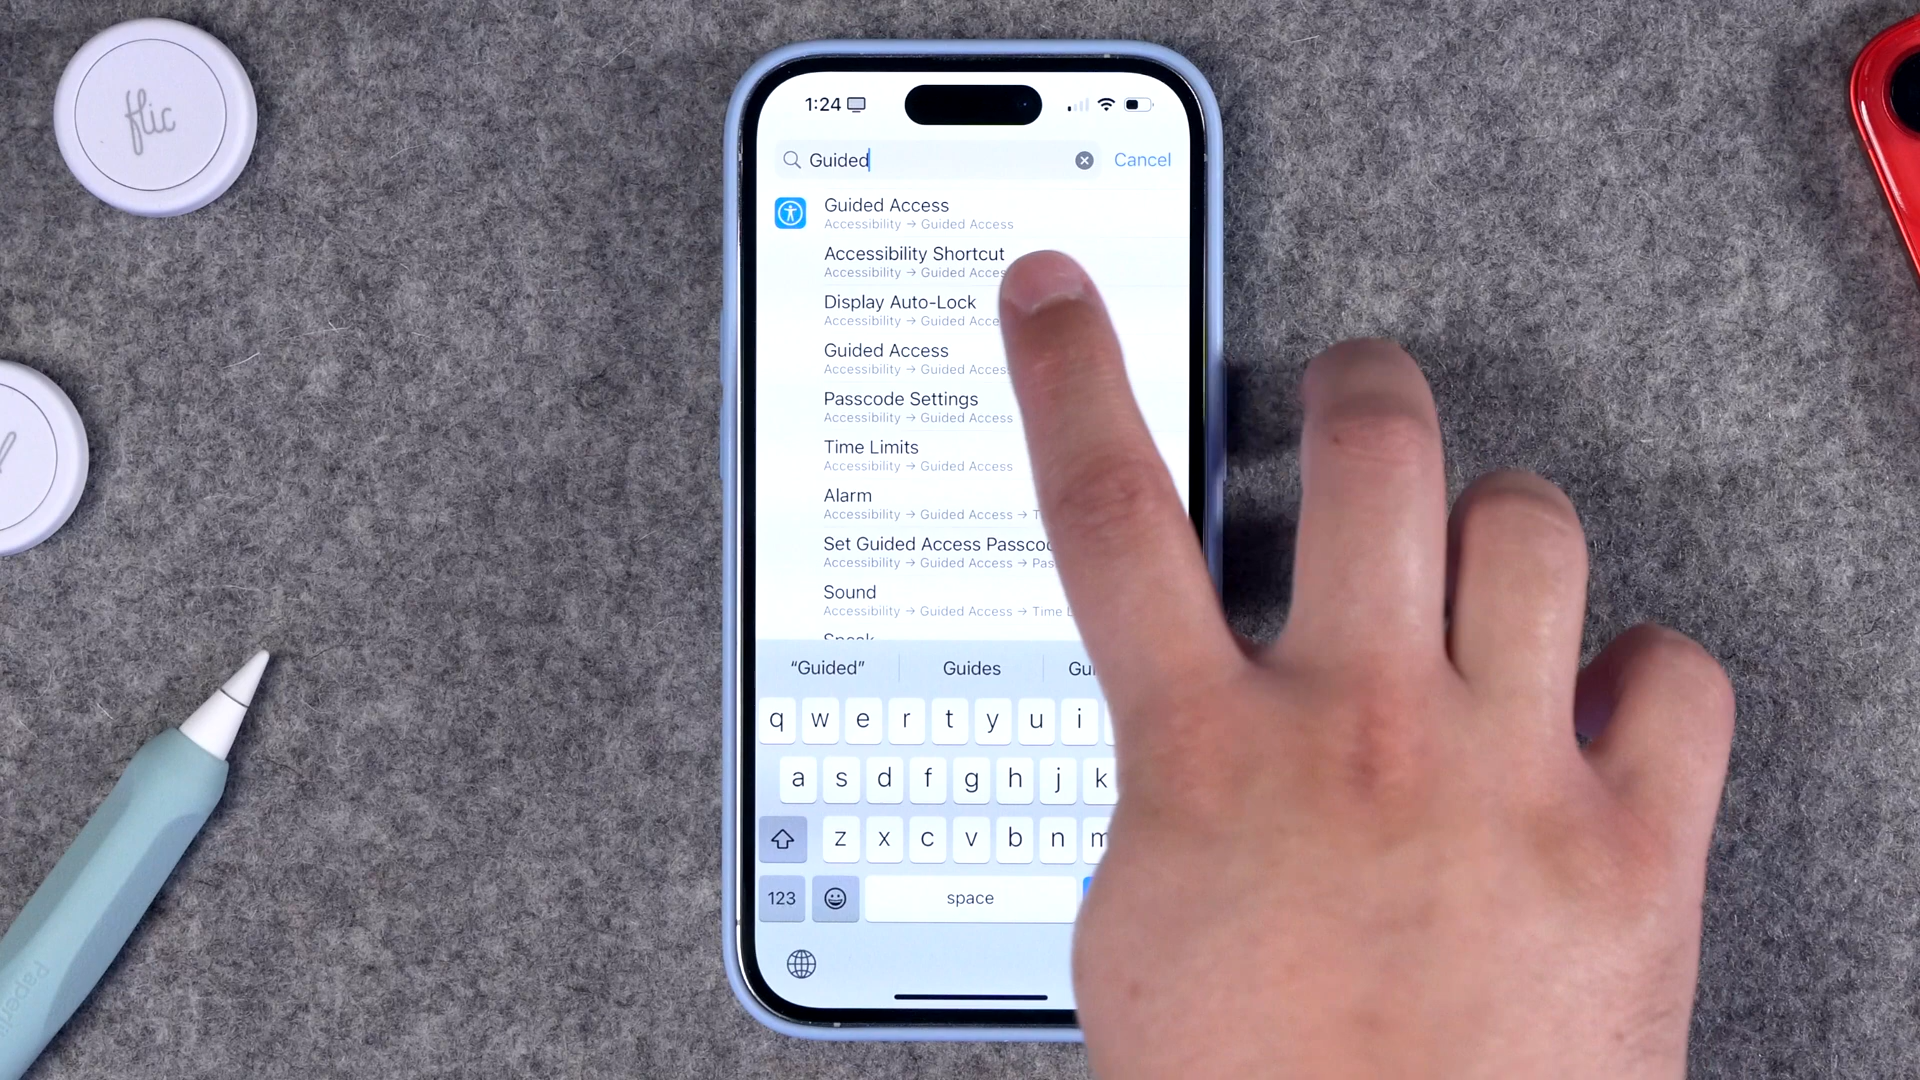 flic
1:24
Guided
Cancel
Guided Access
Accessibility → Guided Access
Accessibility Shortcut
Accessibility → Guided Acces
Display Auto-Lock
Accessibility → Guided Acce
Guided Access
Accessibility → Guided Acces
Passcode Settings
Accessibility → Guided Access
Time Limits
Accessibility → Guided Access
Alarm
Accessibility → Guided Access → T
Set Guided Access Passco
Accessibility → Guided Access → Pas
Sound
Accessibility → Guided Access → Time L
Speak
“Guided”
Guides
Gui
q w e r t y u i
a s d f g h j k
z x c v b n m
123
space
Paperli